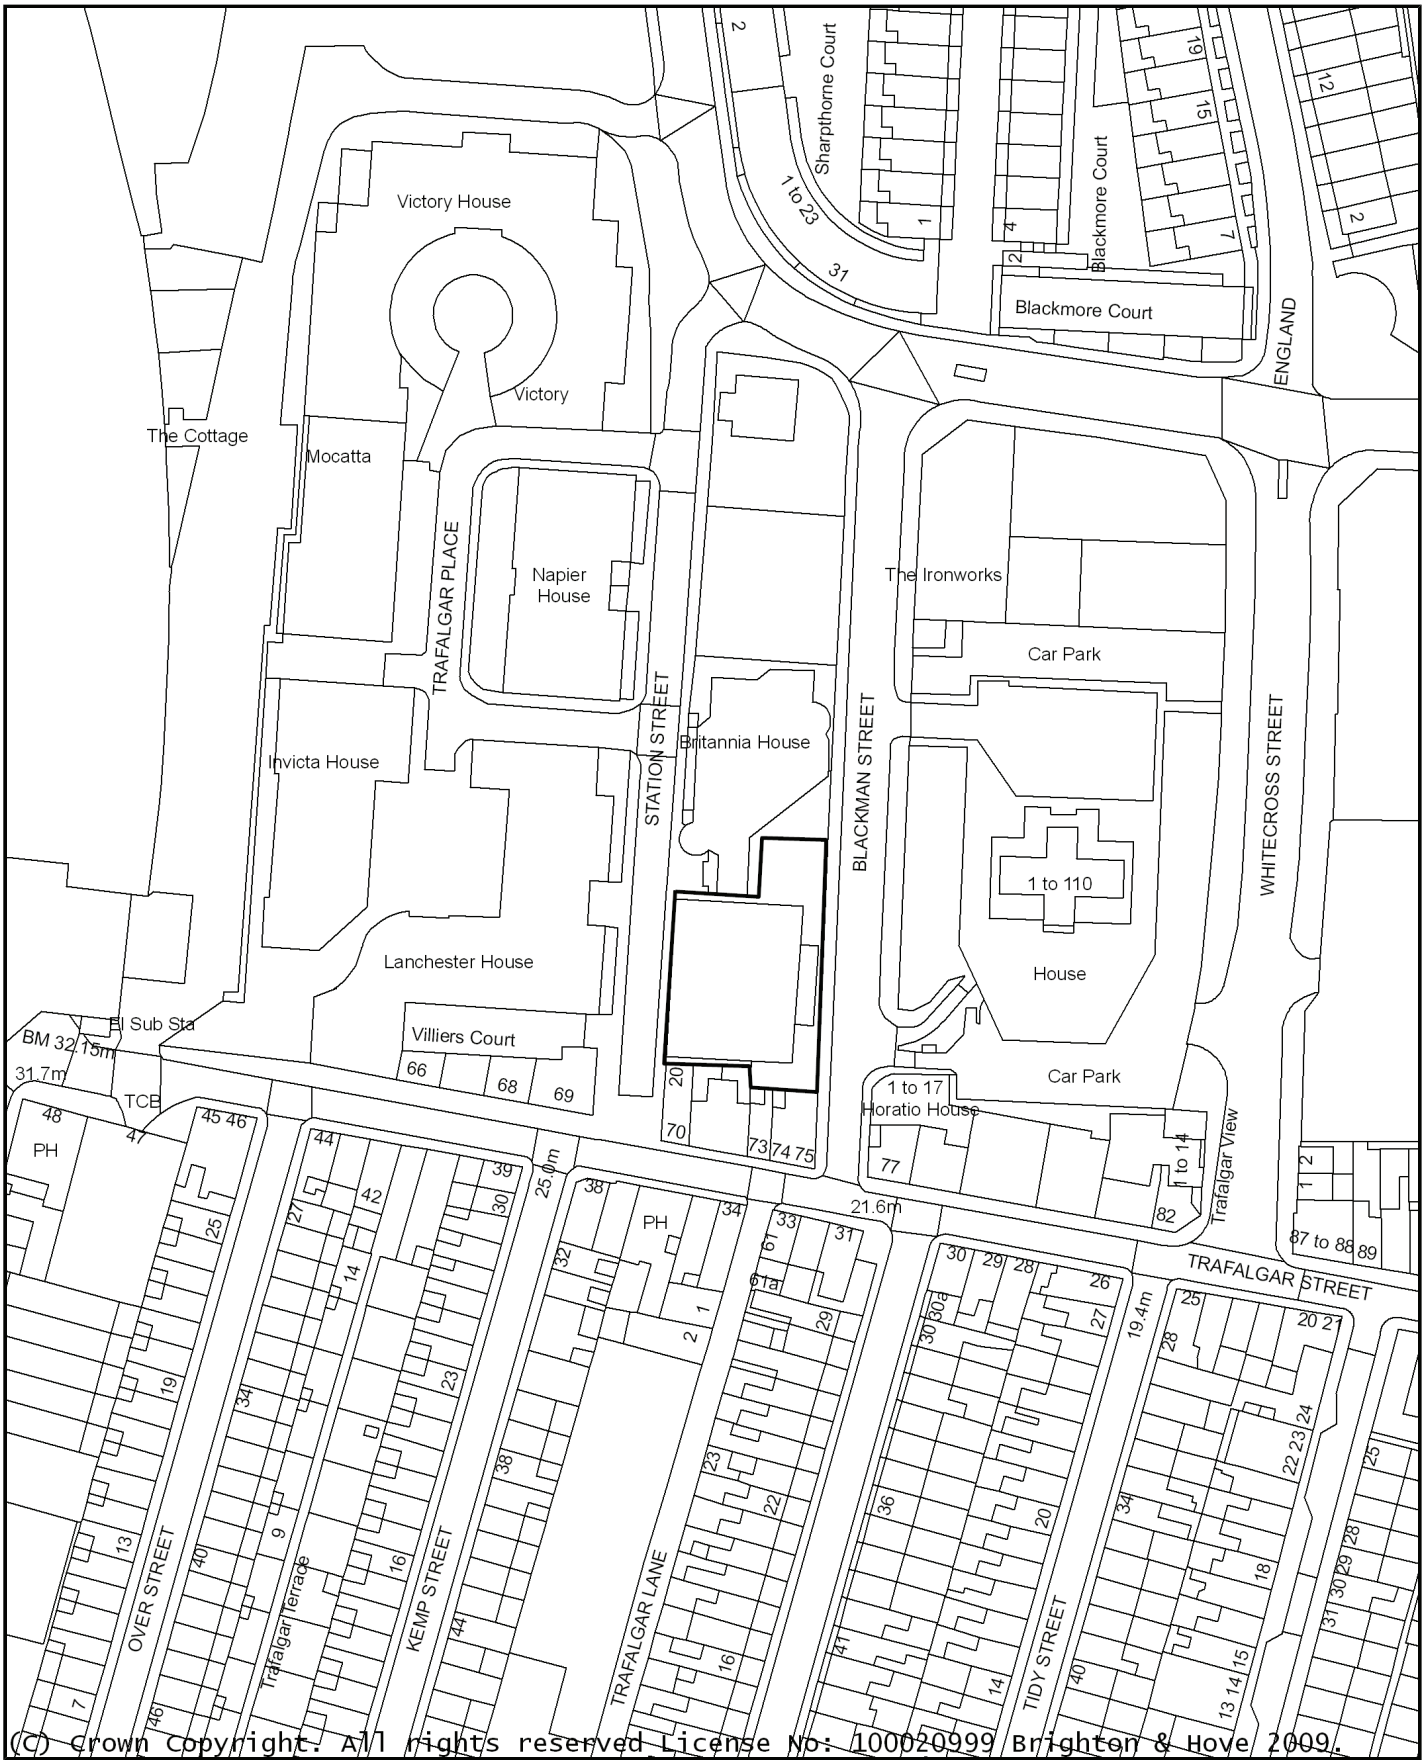 2
Sharpthorne Court
19
12
15
Blackmore Court
Victory House
1 to 23
1
4
2
7
2
31
Blackmore Court
ENGLAND
Victory
The Cottage
Mocatta
TRAFALGAR PLACE
Napier
House
The Ironworks
Car Park
STATION STREET
BLACKMAN STREET
WHITECROSS STREET
Britannia House
Invicta House
1 to 110
Lanchester House
House
El Sub Sta
BM 32.15m
Villiers Court
31.7m
66
68
69
20
1 to 17
Horatio House
Car Park
TCB
48
47
45 46
PH
44
42
39
30
25.0m
38
PH
34
70
73 74 75
77
1 to 14
Trafalgar View
82
21.6m
2
1
87 to 88 89
TRAFALGAR STREET
27
25
14
32
33
61
31
61a
30
29
28
26
27
25
20 21
1
2
29
30 30a
19.4m
28
19
34
23
24
22 23
38
23
22
36
20
34
25
13
40
9
16
18
28
29
30
31
OVER STREET
Trafalgar Terrace
KEMP STREET
44
TRAFALGAR LANE
16
41
TIDY STREET
14
40
15
14
13
7
46
(C) Crown Copyright. All rights reserved License No: 100020999 Brighton & Hove 2009.